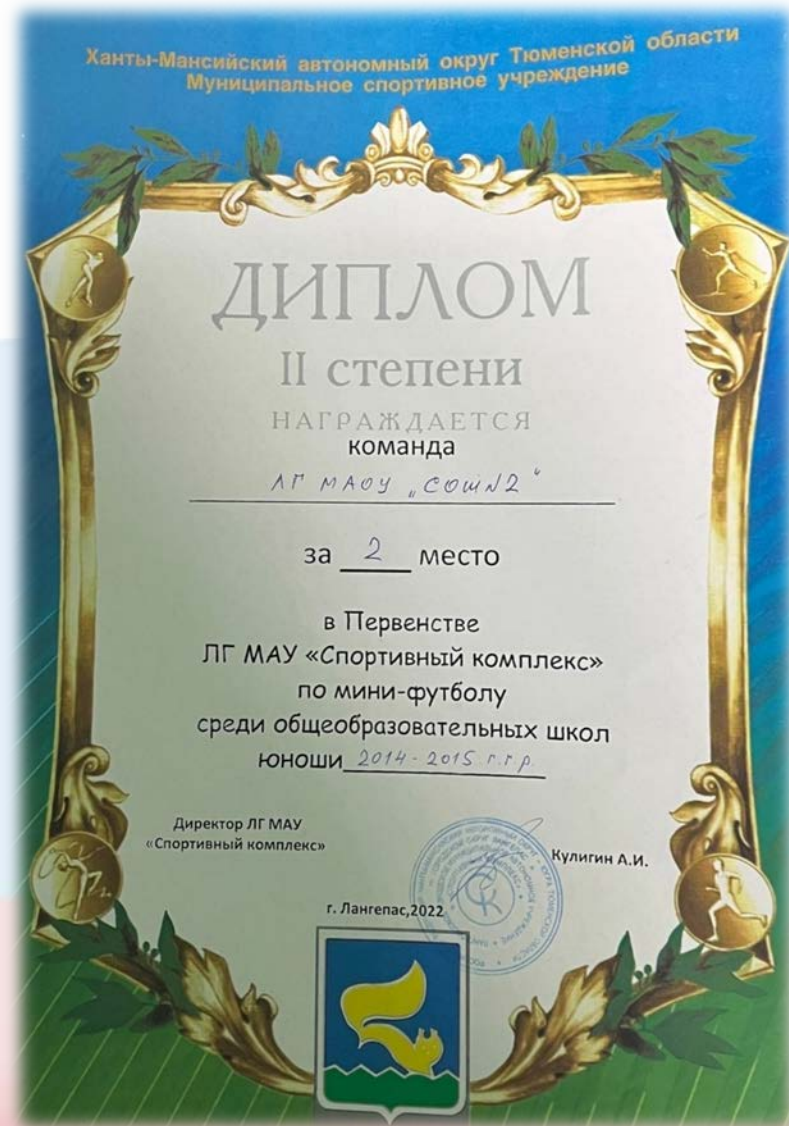 Ханты-Мансийский автономный округ Тюменской области
Муниципальное спортивное учреждение
ДИПЛОМ
II степени
НАГРАЖДАЕТСЯ
команда
ЛГ МАОУ „СОШN2"
за 2 место
в Первенстве
ЛГ МАУ «Спортивный комплекс»
по мини-футболу
среди общеобразовательных школ
юноши 2014-2015 г.г.р.
Директор ЛГ МАУ
«Спортивный комплекс»
Кулигин А.И.
г. Лангепас,2022